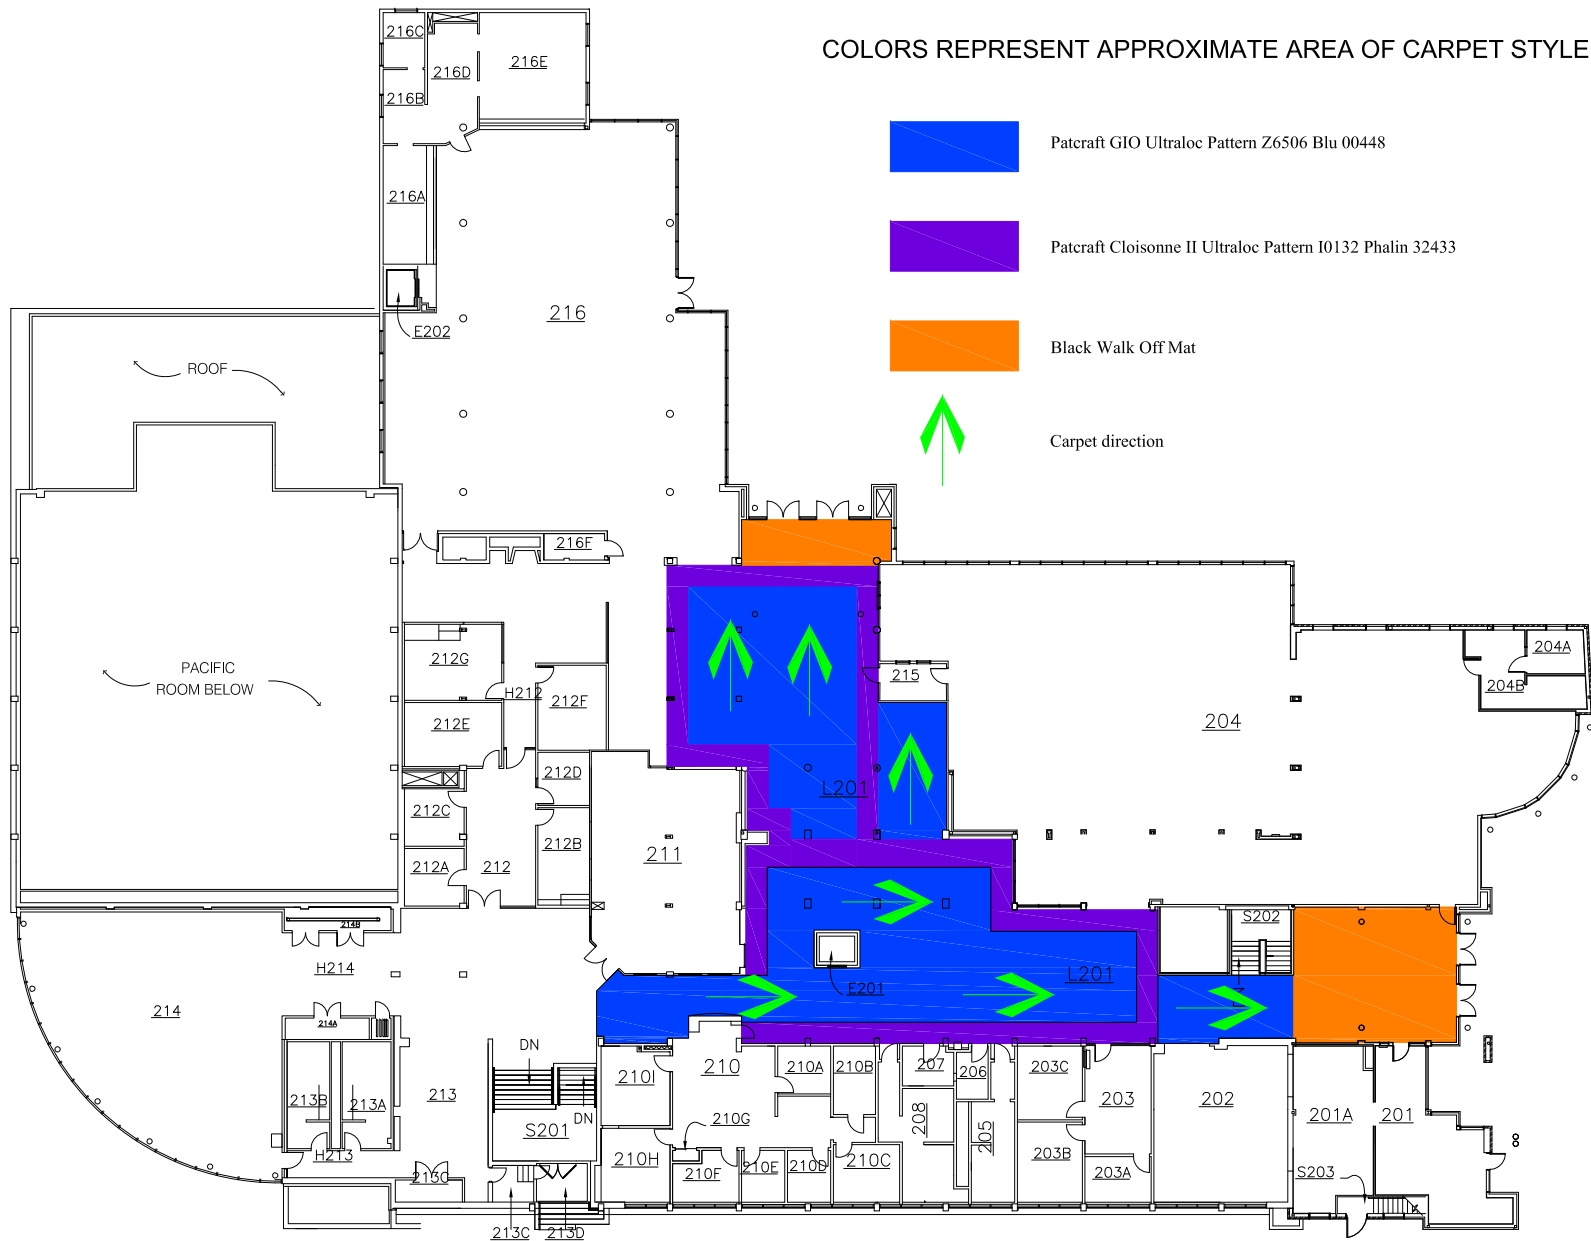 COLORS REPRESENT APPROXIMATE AREA OF CARPET STYLE
Patcraft GIO Ultraloc Pattern Z6506 Blu 00448
Patcraft Cloisonne II Ultraloc Pattern I0132 Phalin 32433
Black Walk Off Mat
Carpet direction
216C
216D
216E
216B
216A
E202
216
ROOF
216F
PACIFIC
ROOM BELOW
212G
H212
212F
212E
212D
212C
212B
212A
212
211
215
L201
204
204A
204B
S202
214B
H214
214
214A
E201
L201
DN
DN
DN
213B
213A
213
H213
213C
S201
213C
213D
210I
210
210A
210B
207
206
203C
203
202
201A
201
210G
208
205
210H
210F
210E
210D
210C
203B
203A
S203